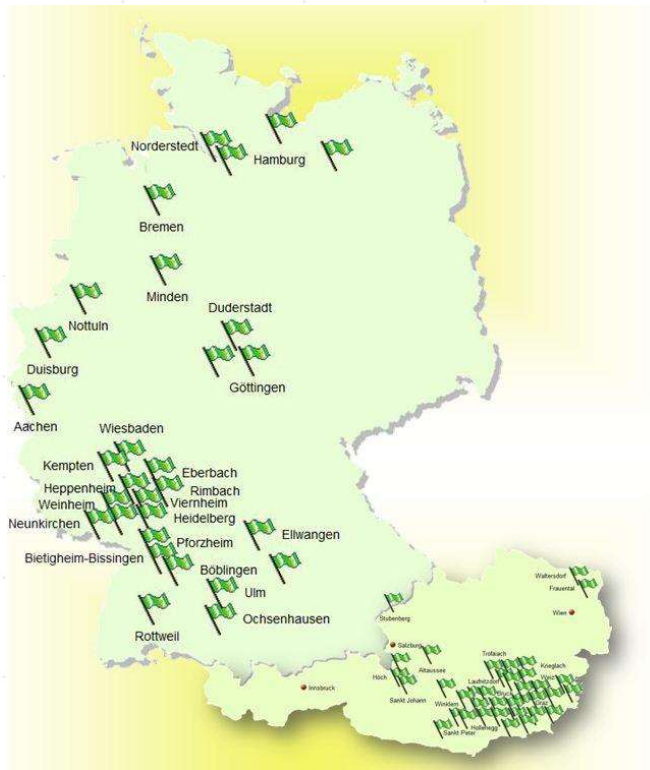 Norderstedt
Hamburg
Bremen
Minden
Nottuln
Duderstadt
Duisburg
Göttingen
Aachen
Wiesbaden
Kempten
Eberbach
Heppenheim
Rimbach
Weinheim
Viernheim
Neunkirchen
Heidelberg
Ellwangen
Pforzheim
Bietigheim-Bissingen
Böblingen
Ulm
Ochsenhausen
Rottweil
Waltersdorf
Frauental
Stubenberg
Wien
Salzburg
Trofaiach
Altaussee
Krieglach
Höch
Weiz
Laufnitzdorf
Innsbruck
Bruck
Sankt Johann
Winklern
Graz
Hollenegg
Sankt-Peter